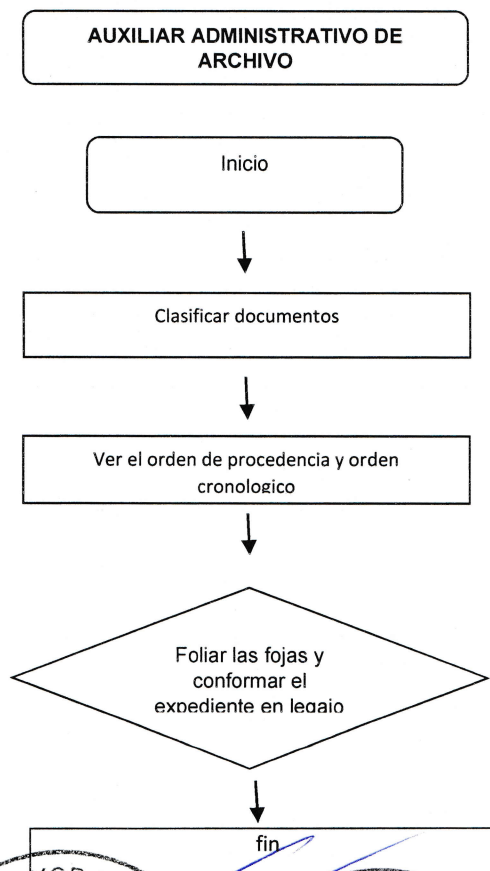 AUXILIAR ADMINISTRATIVO DE
ARCHIVO
Inicio
Clasificar documentos
Ver el orden de procedencia y orden
cronologico
Foliar las fojas y
conformar el
expediente en legajo
fin